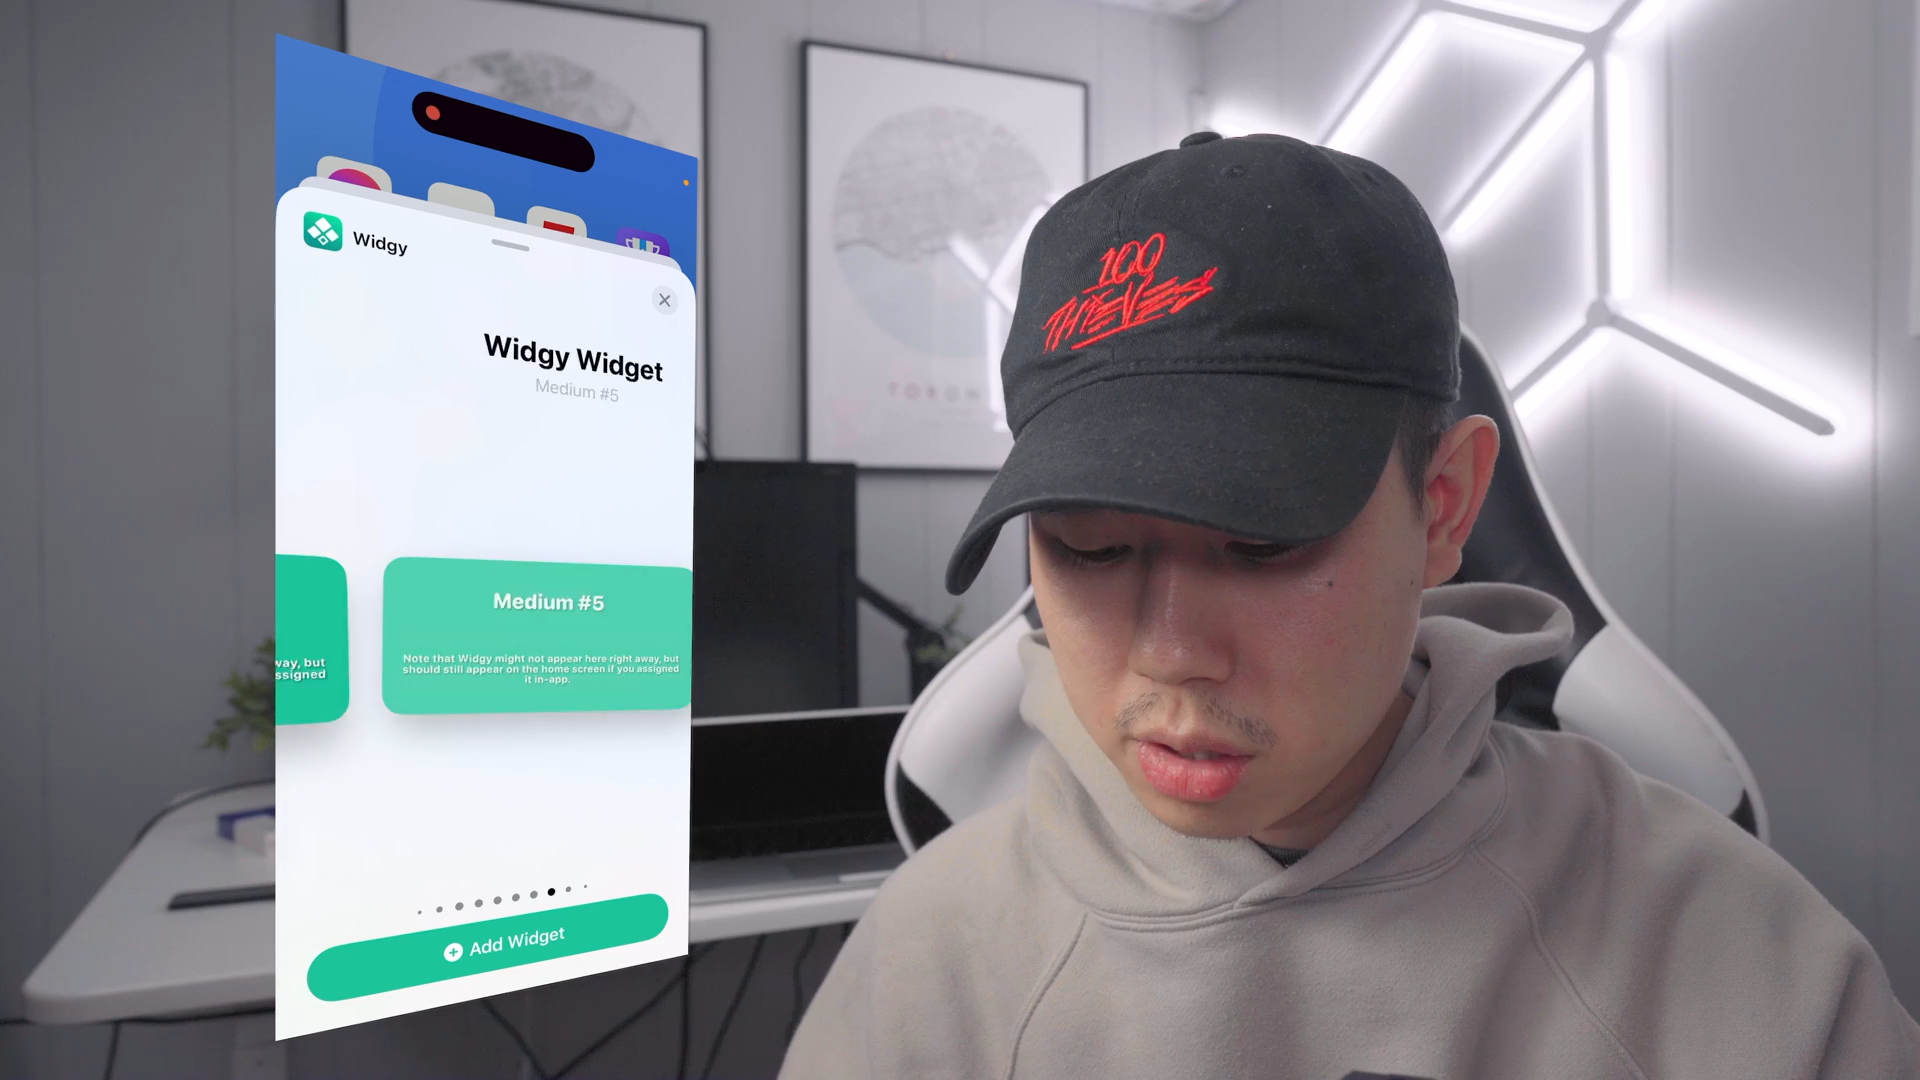 Widgy
Widgy Widget
Medium #5
way, but
ssigned
Medium #5
Note that Widgy might not appear here right away, but
should still appear on the home screen if you assigned
it in-app.
Add Widget
100
THIEVES
TORON